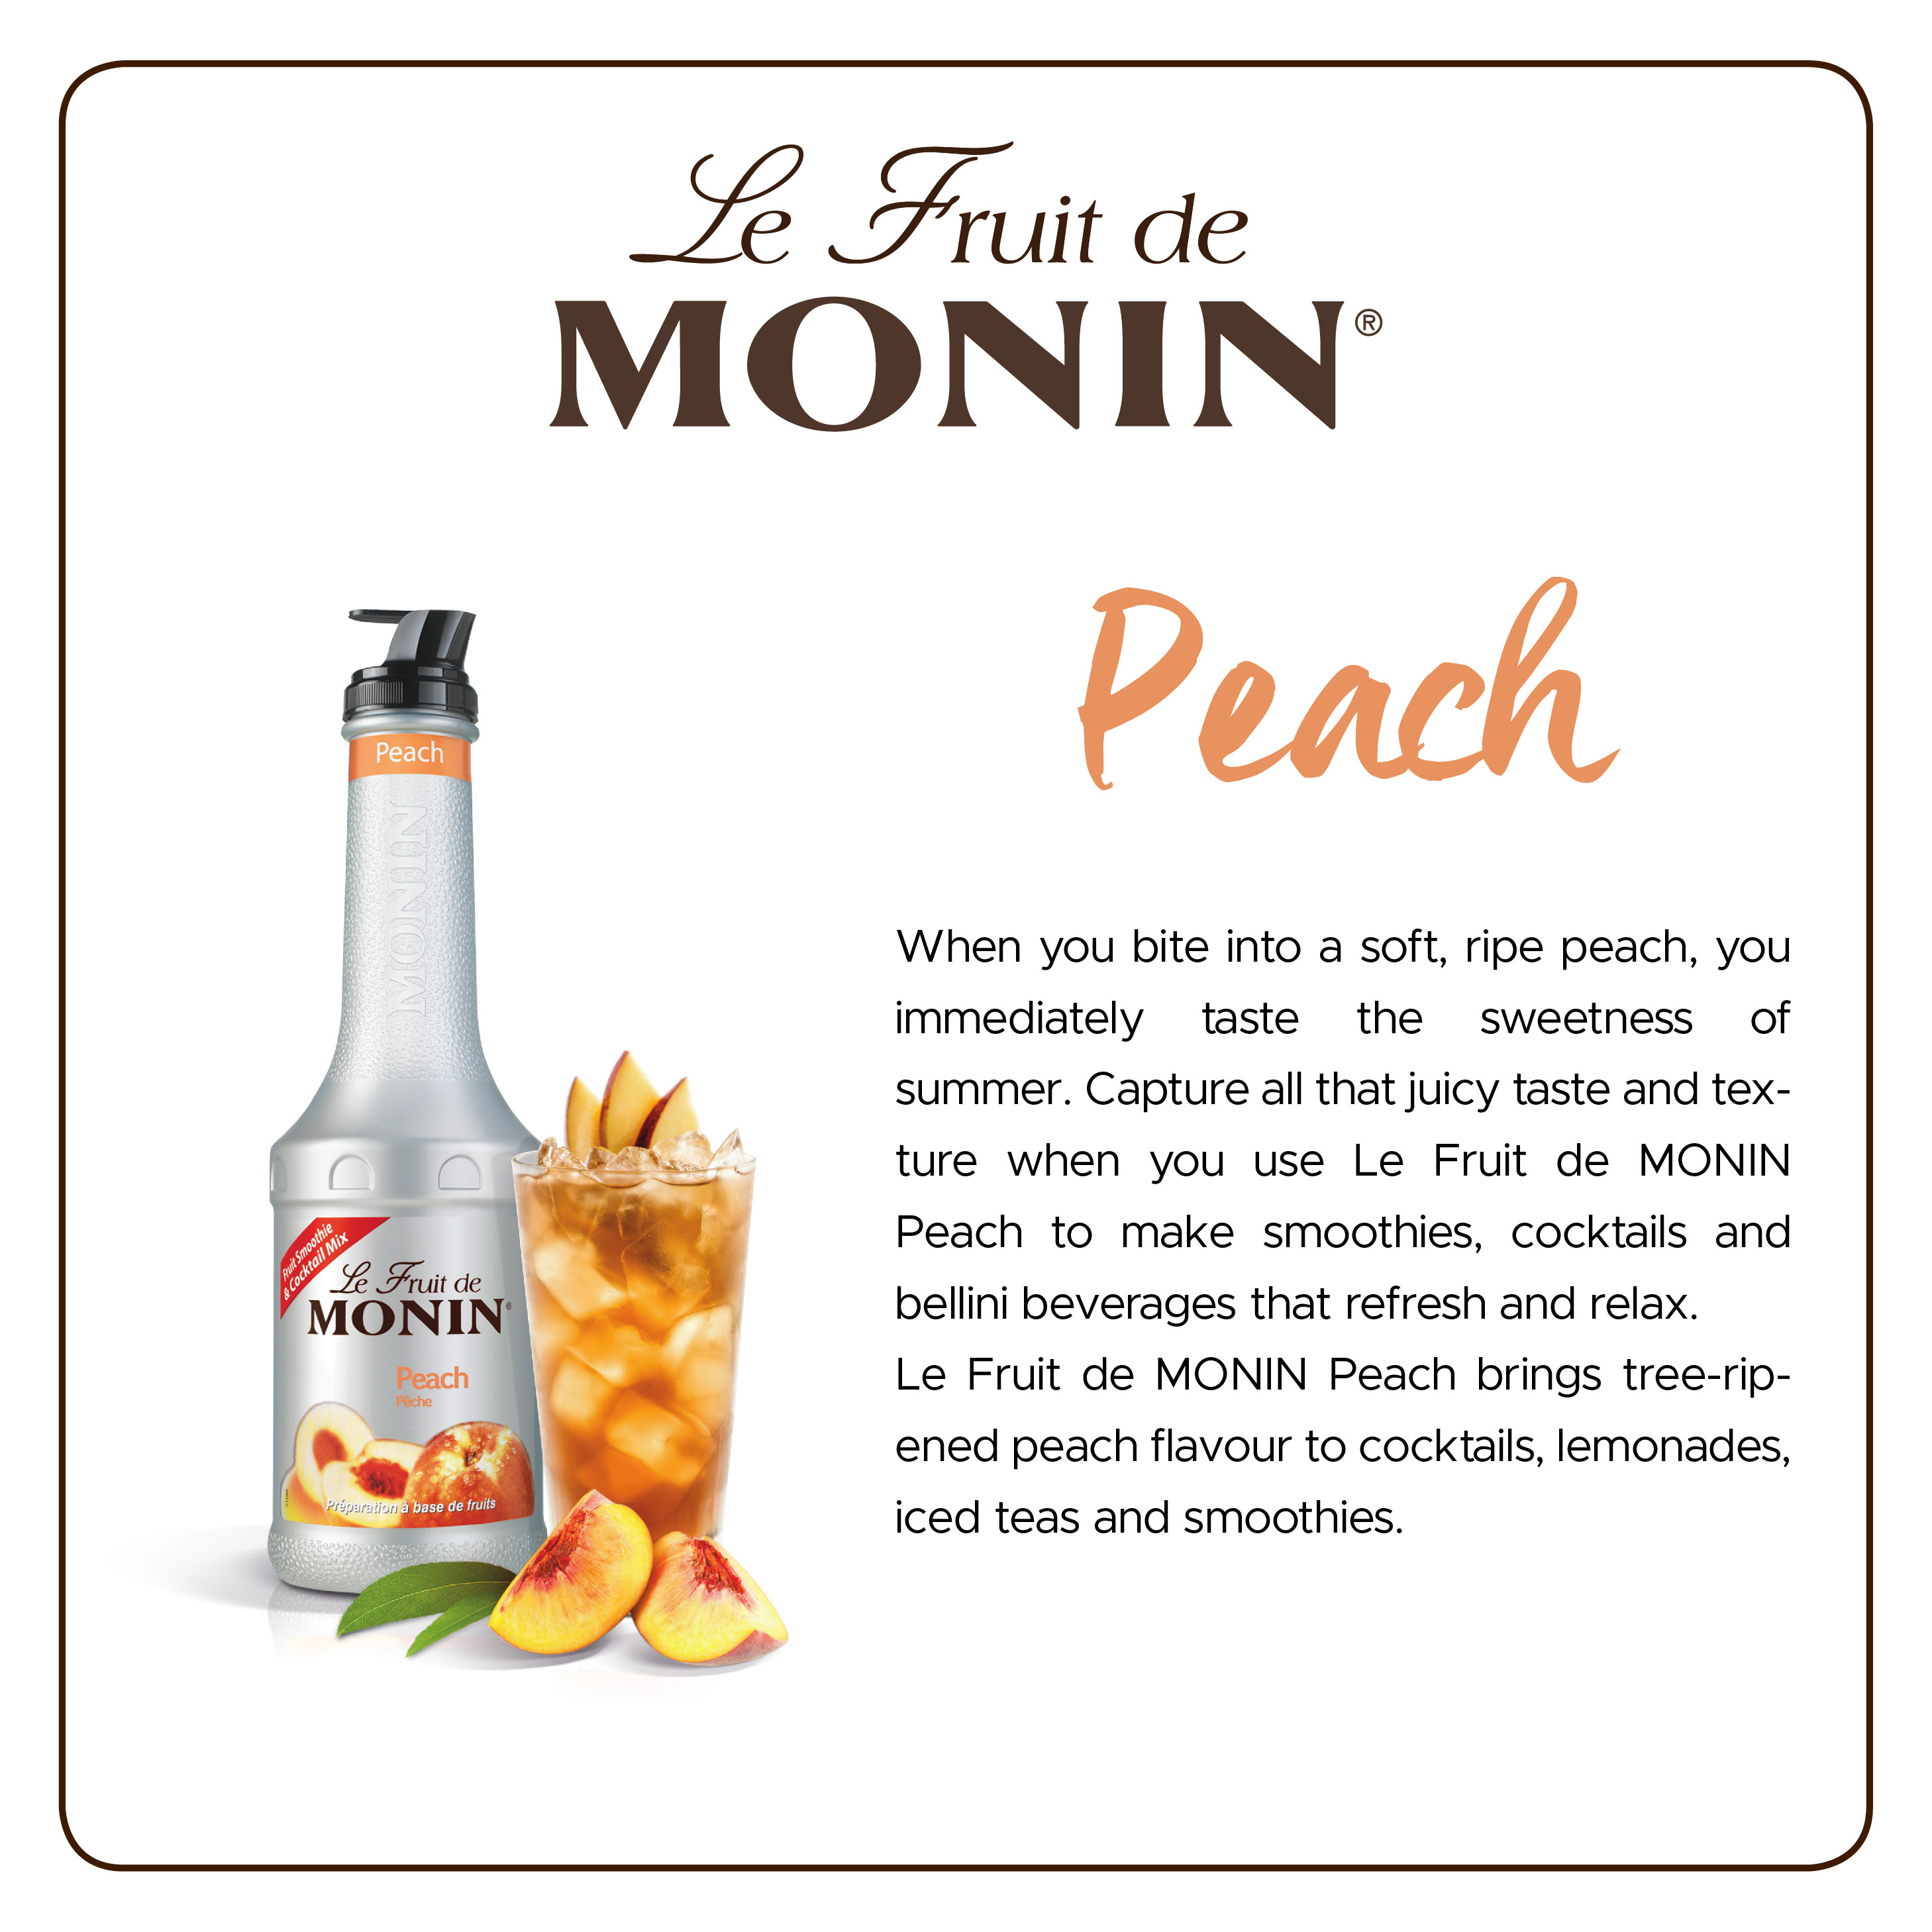 Le Fruit de
MONIN®
Peach
When you bite into a soft, ripe peach, you
immediately taste the sweetness of
summer. Capture all that juicy taste and tex-
ture when you use Le Fruit de MONIN
Peach to make smoothies, cocktails and
bellini beverages that refresh and relax.
Le Fruit de MONIN Peach brings tree-rip-
ened peach flavour to cocktails, lemonades,
iced teas and smoothies.
Peach
MONIN
Fruit Smoothie
& Cocktail Mix
Le Fruit de
MONIN®
Peach
Pêche
Préparation à base de fruits